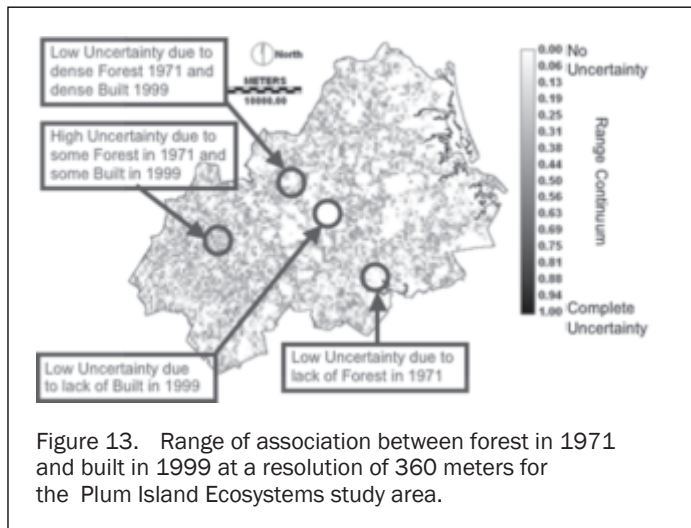 Low Uncertainty due to
dense Forest 1971 and
dense Built 1999
North
METERS
10000.00
High Uncertainty due to
some Forest in 1971 and
some Built in 1999
Low Uncertainty due
to lack of Built in 1999
Low Uncertainty due to
lack of Forest in 1971
0.00 No
Uncertainty
0.06
0.13
0.19
0.25
0.31
0.38
0.44
0.50
0.56
0.63
0.69
0.75
0.81
0.88
0.94
1.00
Range Continuum
Complete
Uncertainty
Figure 13. Range of association between forest in 1971
and built in 1999 at a resolution of 360 meters for
the Plum Island Ecosystems study area.